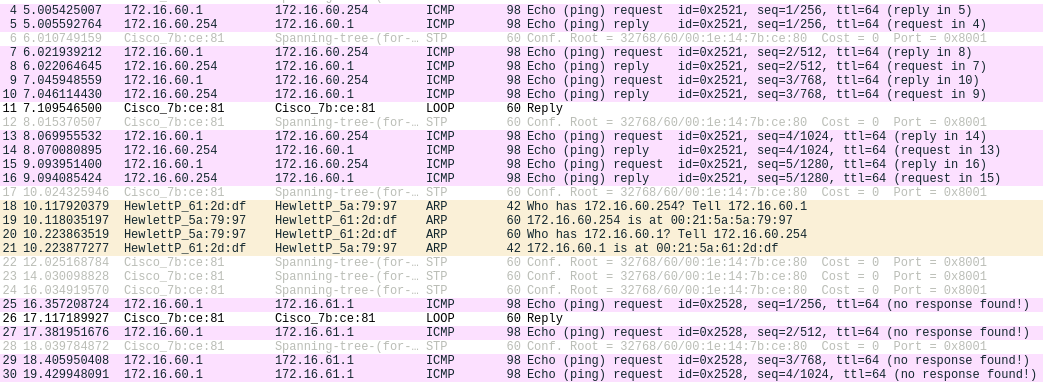 4 5.005425007 172.16.60.1 172.16.60.254 ICMP 98 Echo (ping) request id=0x2521, seq=1/256, ttl=64 (reply in 5)
5 5.005592764 172.16.60.254 172.16.60.1 ICMP 98 Echo (ping) reply id=0x2521, seq=1/256, ttl=64 (request in 4)
6 6.010749159 Cisco_7b:ce:81 Spanning-tree-(for-… STP 60 Conf. Root = 32768/60/00:1e:14:7b:ce:80 Cost = 0 Port = 0x8001
7 6.021939212 172.16.60.1 172.16.60.254 ICMP 98 Echo (ping) request id=0x2521, seq=2/512, ttl=64 (reply in 8)
8 6.022064645 172.16.60.254 172.16.60.1 ICMP 98 Echo (ping) reply id=0x2521, seq=2/512, ttl=64 (request in 7)
9 7.045948559 172.16.60.1 172.16.60.254 ICMP 98 Echo (ping) request id=0x2521, seq=3/768, ttl=64 (reply in 10)
10 7.046114430 172.16.60.254 172.16.60.1 ICMP 98 Echo (ping) reply id=0x2521, seq=3/768, ttl=64 (request in 9)
11 7.109546500 Cisco_7b:ce:81 Cisco_7b:ce:81 LOOP 60 Reply
12 8.015370507 Cisco_7b:ce:81 Spanning-tree-(for-… STP 60 Conf. Root = 32768/60/00:1e:14:7b:ce:80 Cost = 0 Port = 0x8001
13 8.069955532 172.16.60.1 172.16.60.254 ICMP 98 Echo (ping) request id=0x2521, seq=4/1024, ttl=64 (reply in 14)
14 8.070080895 172.16.60.254 172.16.60.1 ICMP 98 Echo (ping) reply id=0x2521, seq=4/1024, ttl=64 (request in 13)
15 9.093951400 172.16.60.1 172.16.60.254 ICMP 98 Echo (ping) request id=0x2521, seq=5/1280, ttl=64 (reply in 16)
16 9.094085424 172.16.60.254 172.16.60.1 ICMP 98 Echo (ping) reply id=0x2521, seq=5/1280, ttl=64 (request in 15)
17 10.024325946 Cisco_7b:ce:81 Spanning-tree-(for-… STP 60 Conf. Root = 32768/60/00:1e:14:7b:ce:80 Cost = 0 Port = 0x8001
18 10.117920379 HewlettP_61:2d:df HewlettP_5a:79:97 ARP 42 Who has 172.16.60.254? Tell 172.16.60.1
19 10.118035197 HewlettP_5a:79:97 HewlettP_61:2d:df ARP 60 172.16.60.254 is at 00:21:5a:5a:79:97
20 10.223863519 HewlettP_5a:79:97 HewlettP_61:2d:df ARP 60 Who has 172.16.60.1? Tell 172.16.60.254
21 10.223877277 HewlettP_61:2d:df HewlettP_5a:79:97 ARP 42 172.16.60.1 is at 00:21:5a:61:2d:df
22 12.025168784 Cisco_7b:ce:81 Spanning-tree-(for-… STP 60 Conf. Root = 32768/60/00:1e:14:7b:ce:80 Cost = 0 Port = 0x8001
23 14.030098828 Cisco_7b:ce:81 Spanning-tree-(for-… STP 60 Conf. Root = 32768/60/00:1e:14:7b:ce:80 Cost = 0 Port = 0x8001
24 16.034919570 Cisco_7b:ce:81 Spanning-tree-(for-… STP 60 Conf. Root = 32768/60/00:1e:14:7b:ce:80 Cost = 0 Port = 0x8001
25 16.357208724 172.16.60.1 172.16.61.1 ICMP 98 Echo (ping) request id=0x2528, seq=1/256, ttl=64 (no response found!)
26 17.117189927 Cisco_7b:ce:81 Cisco_7b:ce:81 LOOP 60 Reply
27 17.381951676 172.16.60.1 172.16.61.1 ICMP 98 Echo (ping) request id=0x2528, seq=2/512, ttl=64 (no response found!)
28 18.039784872 Cisco_7b:ce:81 Spanning-tree-(for-… STP 60 Conf. Root = 32768/60/00:1e:14:7b:ce:80 Cost = 0 Port = 0x8001
29 18.405950408 172.16.60.1 172.16.61.1 ICMP 98 Echo (ping) request id=0x2528, seq=3/768, ttl=64 (no response found!)
30 19.429948091 172.16.60.1 172.16.61.1 ICMP 98 Echo (ping) request id=0x2528, seq=4/1024, ttl=64 (no response found!)